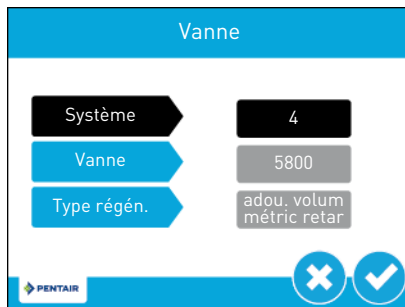 Vanne
Système
4
Vanne
5800
Type régén.
adou. volum
métric retar
PENTAIR